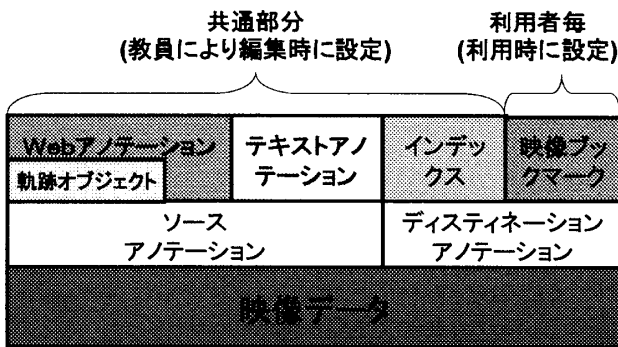 共通部分
(教員により編集時に設定)
利用者毎
(利用時に設定)
Webアノテーション
軌跡オブジェクト
テキストアノ
テーション
インデッ
クス
映像ブッ
クマーク
ソース
アノテーション
ディスティネーション
アノテーション
映像データ